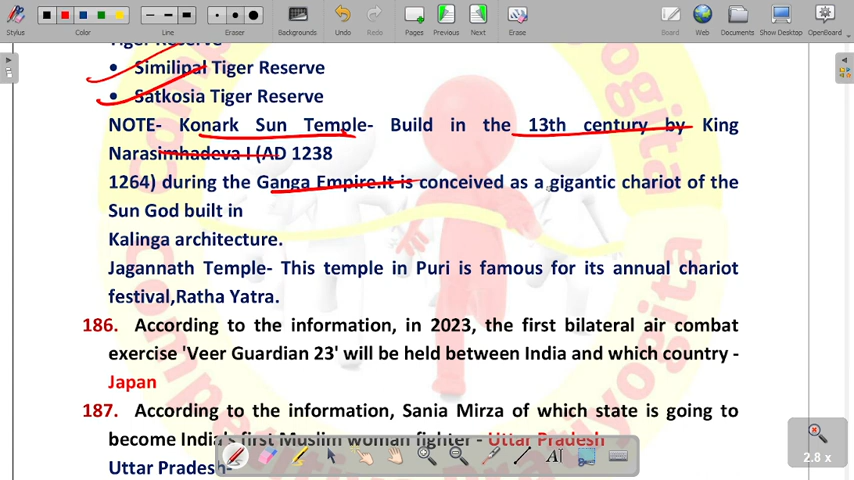 Stylus
Color
Line
Eraser
Backgrounds
Undo
Redo
Pages
Previous
Next
Erase
Board
Web
Documents
Show Desktop
OpenBoard
Tiger Reserve
• Similipal Tiger Reserve
• Satkosia Tiger Reserve
NOTE- Konark Sun Temple- Build in the 13th century by King
Narasimhadeva I (AD 1238
1264) during the Ganga Empire.It is conceived as a gigantic chariot of the
Sun God built in
Kalinga architecture.
Jagannath Temple- This temple in Puri is famous for its annual chariot
festival,Ratha Yatra.
186. According to the information, in 2023, the first bilateral air combat
exercise 'Veer Guardian 23' will be held between India and which country -
Japan
187. According to the information, Sania Mirza of which state is going to
become India's first Muslim woman fighter - Uttar Pradesh
Uttar Pradesh-
2.8 x